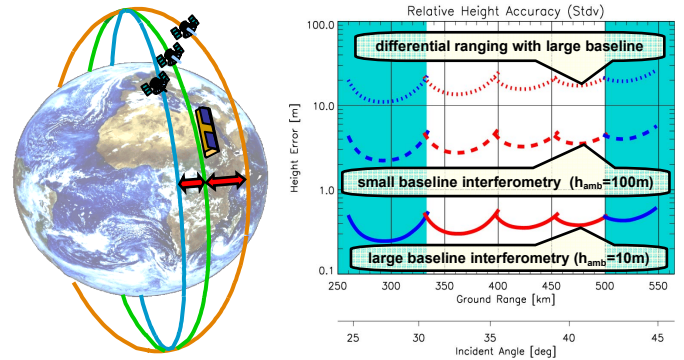 Relative Height Accuracy (Stdv)
100.0
differential ranging with large baseline
10.0
Height Error [m]
small baseline interferometry (hamb=100m)
1.0
large baseline interferometry (hamb=10m)
0.1
250 300 350 400 450 500 550
Ground Range [km]
25 30 35 40 45
Incident Angle [deg]